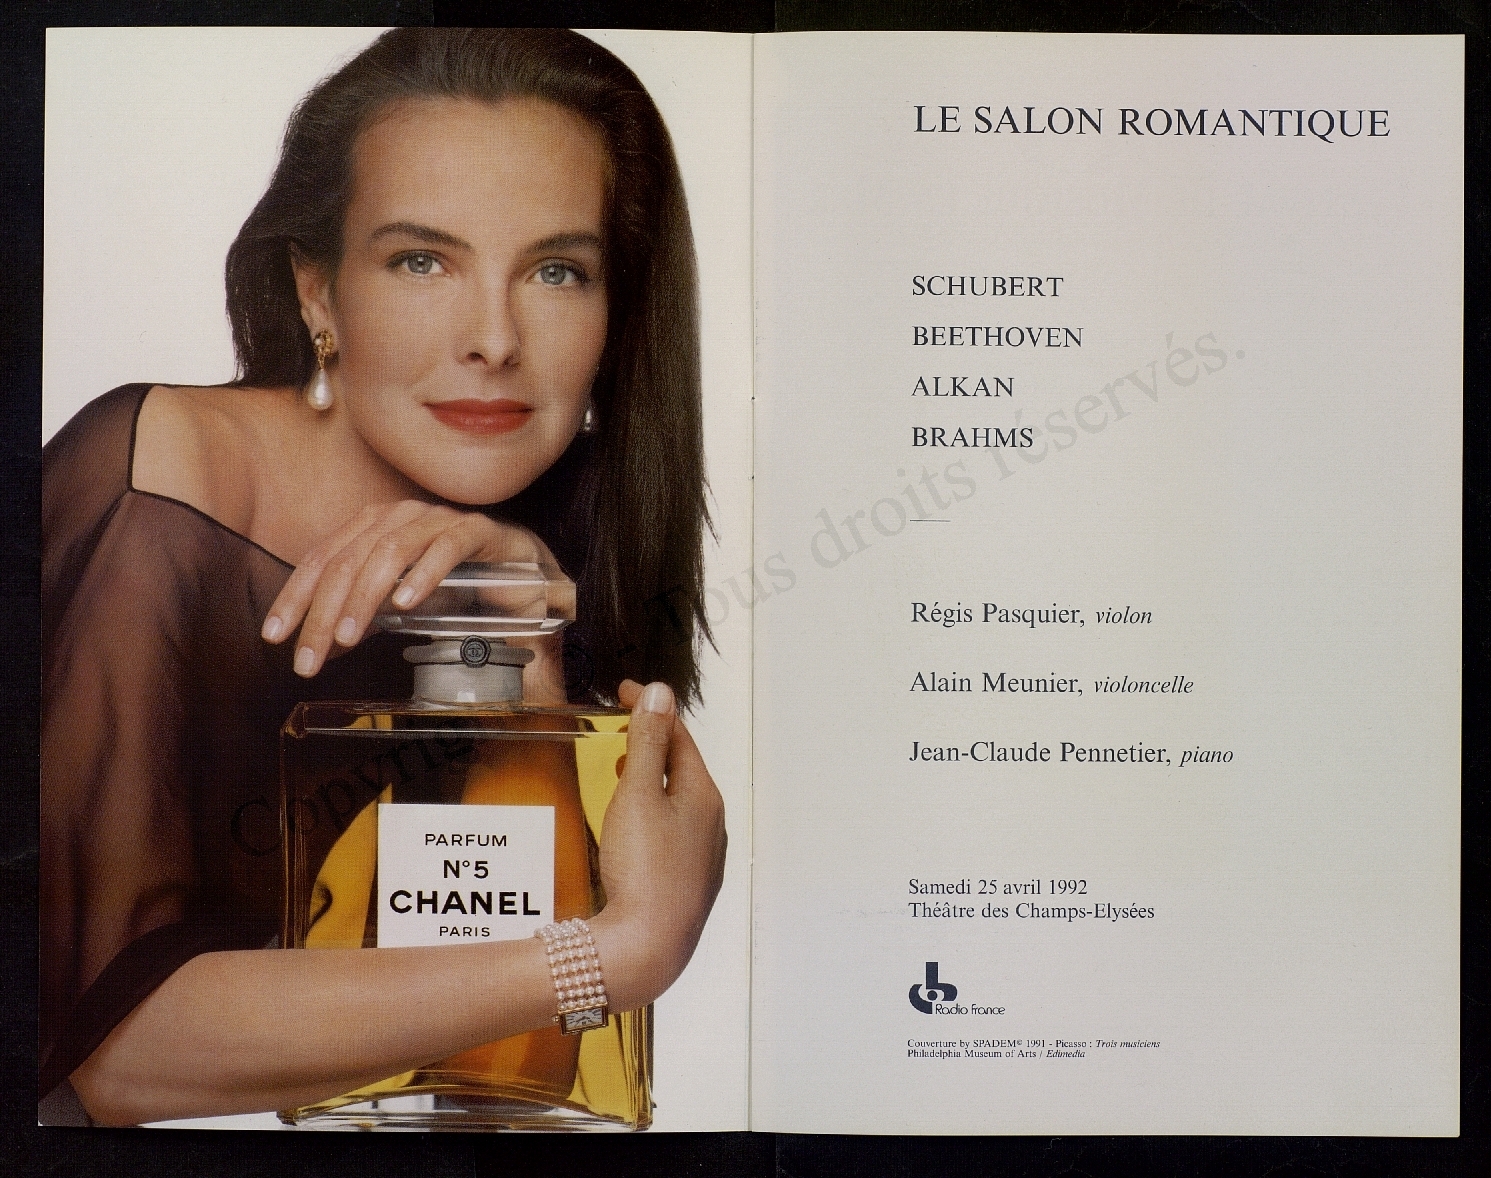 PARFUM
N°5
CHANEL
PARIS
LE SALON ROMANTIQUE
SCHUBERT
BEETHOVEN
ALKAN
BRAHMS
Régis Pasquier, violon
Alain Meunier, violoncelle
Jean-Claude Pennetier, piano
Samedi 25 avril 1992
Théâtre des Champs-Elysées
Radio france
Couverture by SPADEM© 1991 - Picasso : Trois musiciens
Philadelphia Museum of Arts / Edimedia
Copyright - Tous droits réservés.